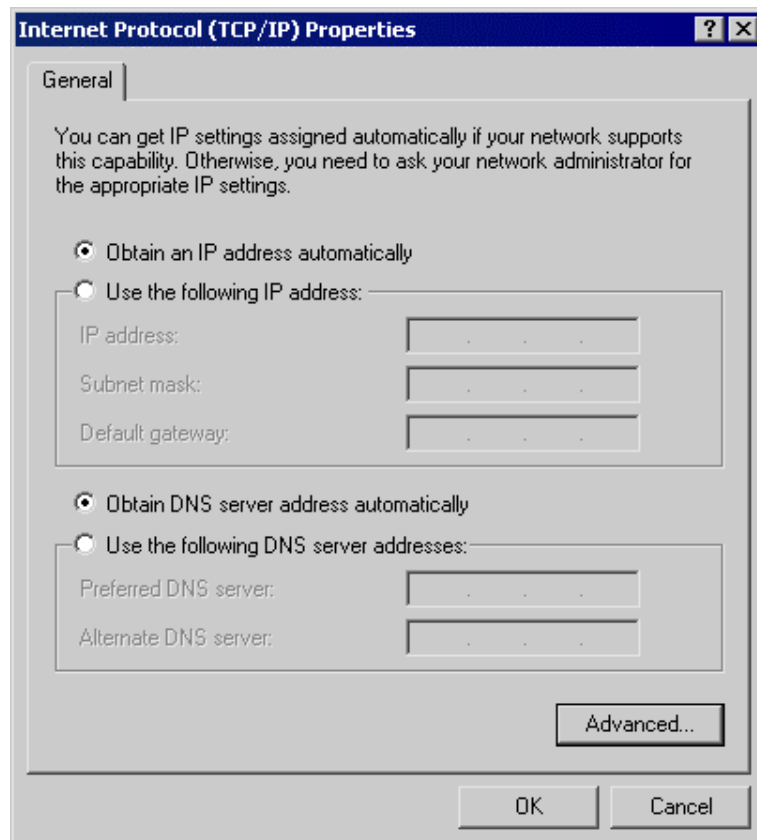 Internet Protocol (TCP/IP) Properties
General
You can get IP settings assigned automatically if your network supports
this capability. Otherwise, you need to ask your network administrator for
the appropriate IP settings.
Obtain an IP address automatically
Use the following IP address:
IP address:
Subnet mask:
Default gateway:
Obtain DNS server address automatically
Use the following DNS server addresses:
Preferred DNS server:
Alternate DNS server:
Advanced...
OK Cancel